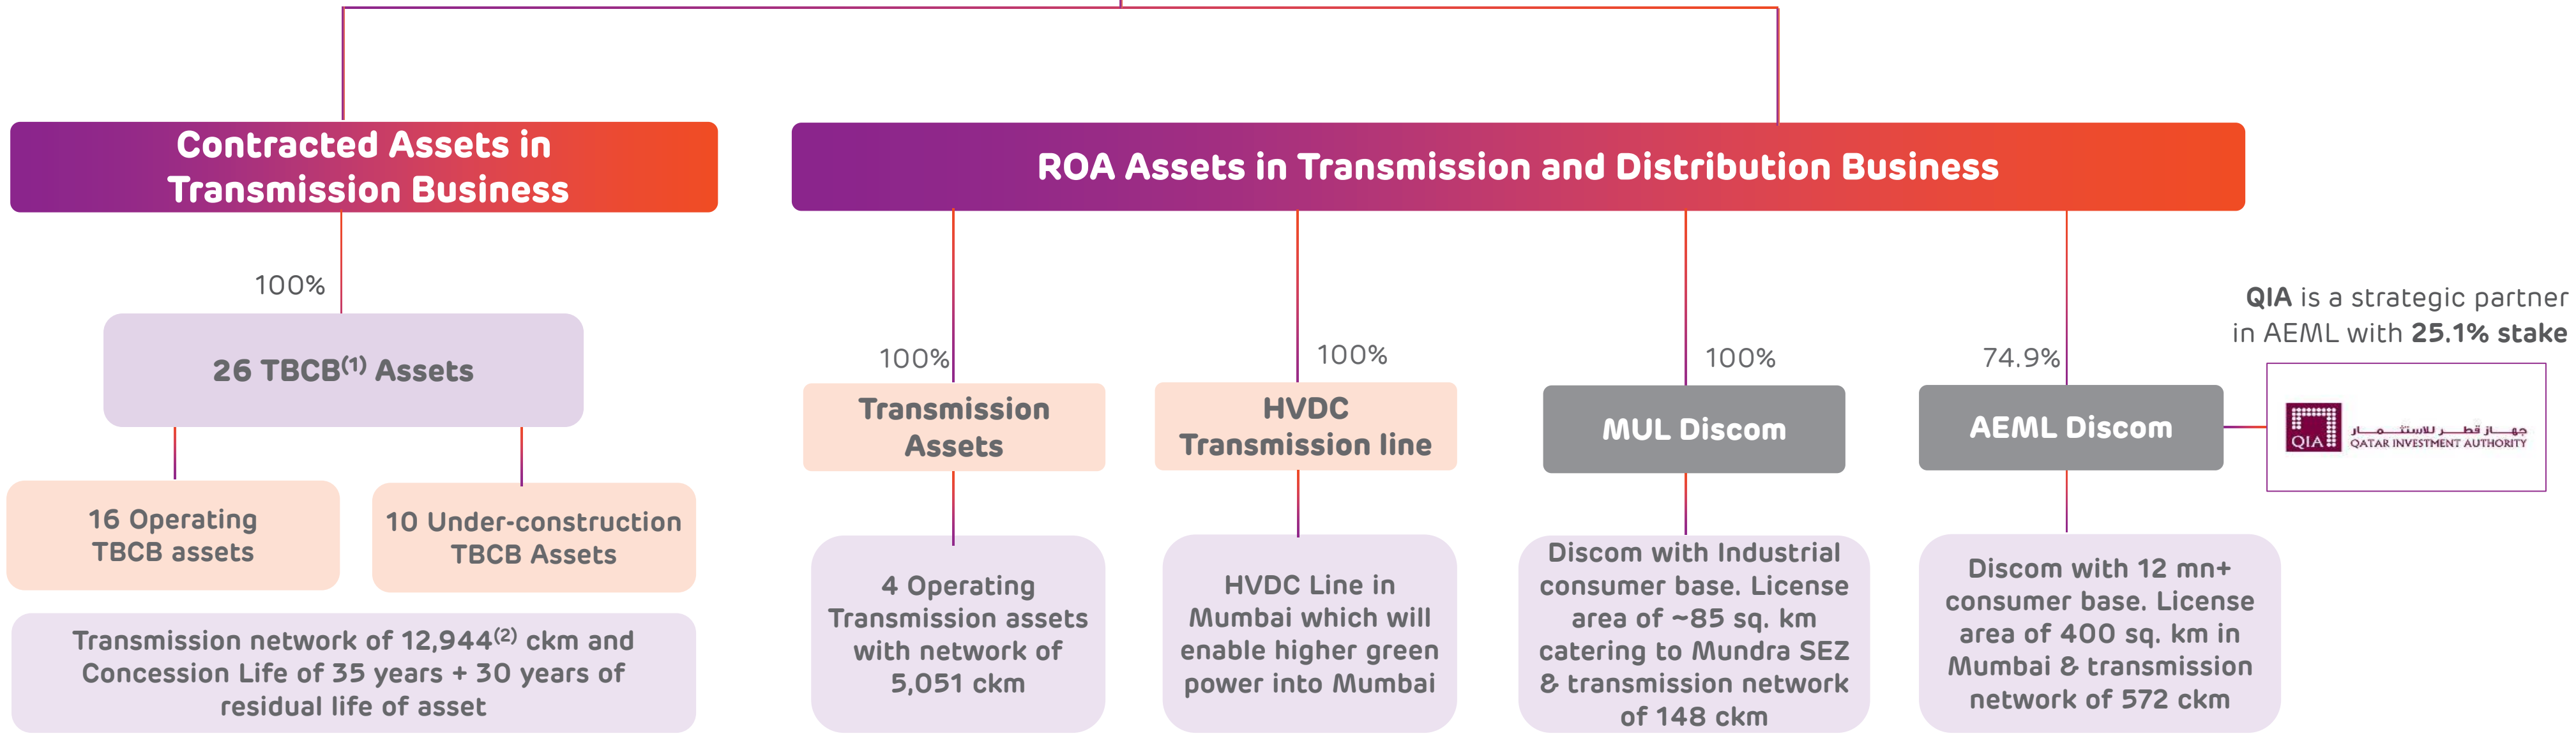 Contracted Assets in
Transmission Business
100%
26 TBCB(1) Assets
16 Operating
TBCB assets
10 Under-construction
TBCB Assets
Transmission network of 12,944(2) ckm and
Concession Life of 35 years + 30 years of
residual life of asset
ROA Assets in Transmission and Distribution Business
100%
Transmission
Assets
4 Operating
Transmission assets
with network of
5,051 ckm
100%
HVDC
Transmission line
HVDC Line in
Mumbai which will
enable higher green
power into Mumbai
100%
MUL Discom
Discom with Industrial
consumer base. License
area of ~85 sq. km
catering to Mundra SEZ
& transmission network
of 148 ckm
74.9%
AEML Discom
Discom with 12 mn+
consumer base. License
area of 400 sq. km in
Mumbai & transmission
network of 572 ckm
QIA is a strategic partner
in AEML with 25.1% stake
QIA
جهاز قطر للاستثمار
QATAR INVESTMENT AUTHORITY